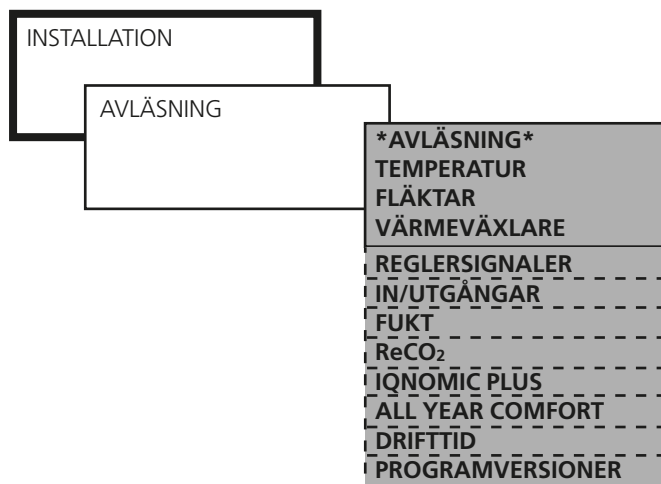 INSTALLATION
AVLÄSNING
*AVLÄSNING*
TEMPERATUR
FLÄKTAR
VÄRMEVÄXLARE
REGLERSIGNALER
IN/UTGÅNGAR
FUKT
ReCO₂
IQNOMIC PLUS
ALL YEAR COMFORT
DRIFTTID
PROGRAMVERSIONER